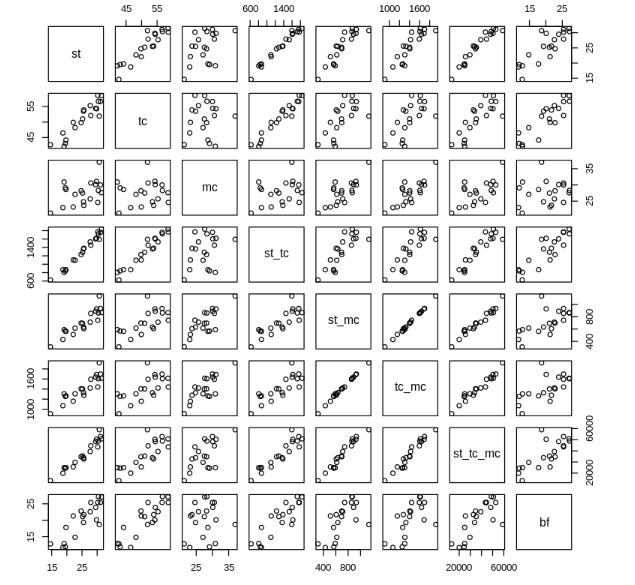 45 55 600 1400 1000 1600 15 25
st 15 25
45 55 tc
mc 25 35
600 1400 st_tc
st_mc 400 800
1000 1600 tc_mc
st_tc_mc 20000 60000
15 25 bf
15 25 25 35 400 800 20000 60000